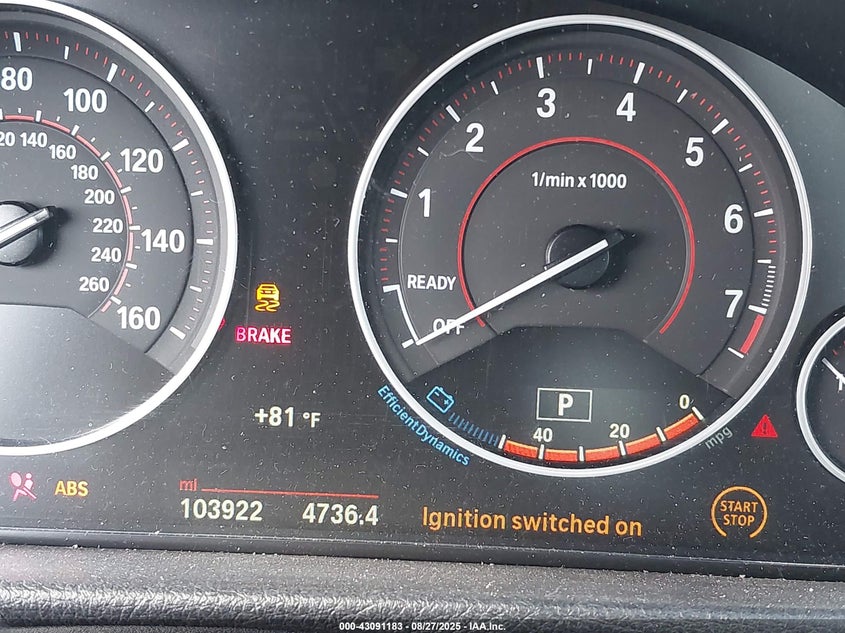 80
100
120
140
160
120 140
160
180
200
220
240
260
1
2
3
4
5
6
7
1/min x 1000
READY
OFF
BRAKE
+81 °F
P
EfficientDynamics
40
20
0
mpg
ABS
mi
103922 4736.4
Ignition switched on
START
STOP
000-43091183 - 08/27/2025 - IAA.Inc.